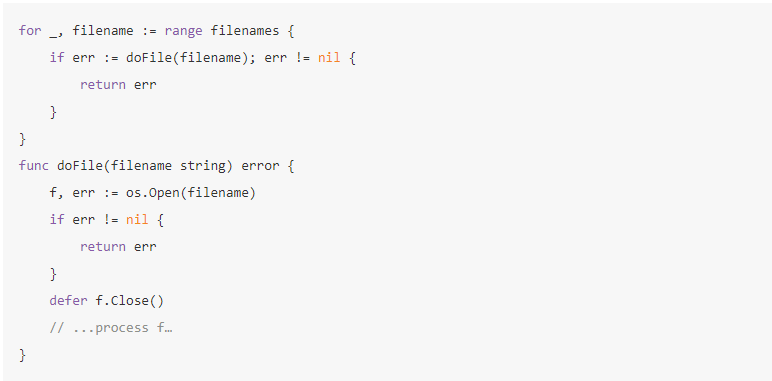 for _, filename := range filenames {
    if err := doFile(filename); err != nil {
        return err
    }
}
func doFile(filename string) error {
    f, err := os.Open(filename)
    if err != nil {
        return err
    }
    defer f.Close()
    // ...process f…
}